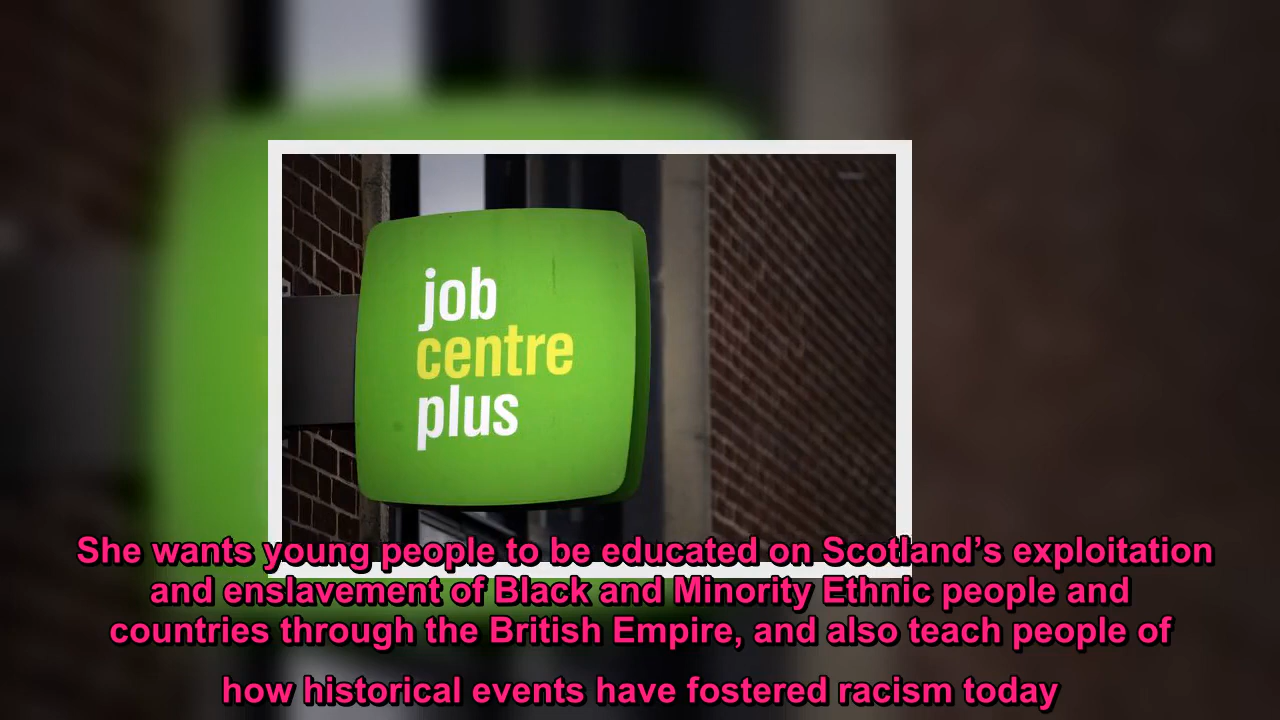 job
centre
plus
She wants young people to be educated on Scotland’s exploitation
and enslavement of Black and Minority Ethnic people and
countries through the British Empire, and also teach people of
how historical events have fostered racism today